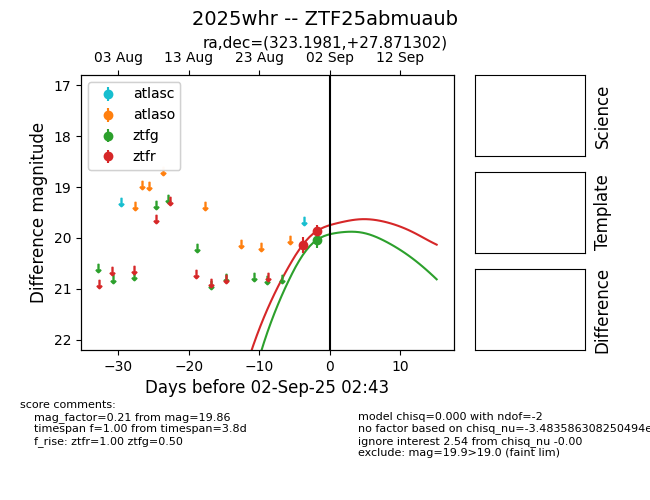 2025whr -- ZTF25abmuaub
ra,dec=(323.1981,+27.871302)
03 Aug 13 Aug 23 Aug 02 Sep 12 Sep
17
18
19
20
21
22
Difference magnitude
atlasc
atlaso
ztfg
ztfr
−30 −20 −10 0 10
Days before 02-Sep-25 02:43
Science
Template
Difference
score comments:
mag_factor=0.21 from mag=19.86
timespan f=1.00 from timespan=3.8d
f_rise: ztfr=1.00 ztfg=0.50
model chisq=0.000 with ndof=-2
no factor based on chisq_nu=-3.483586308250494e
ignore interest 2.54 from chisq_nu -0.00
exclude: mag=19.9>19.0 (faint lim)